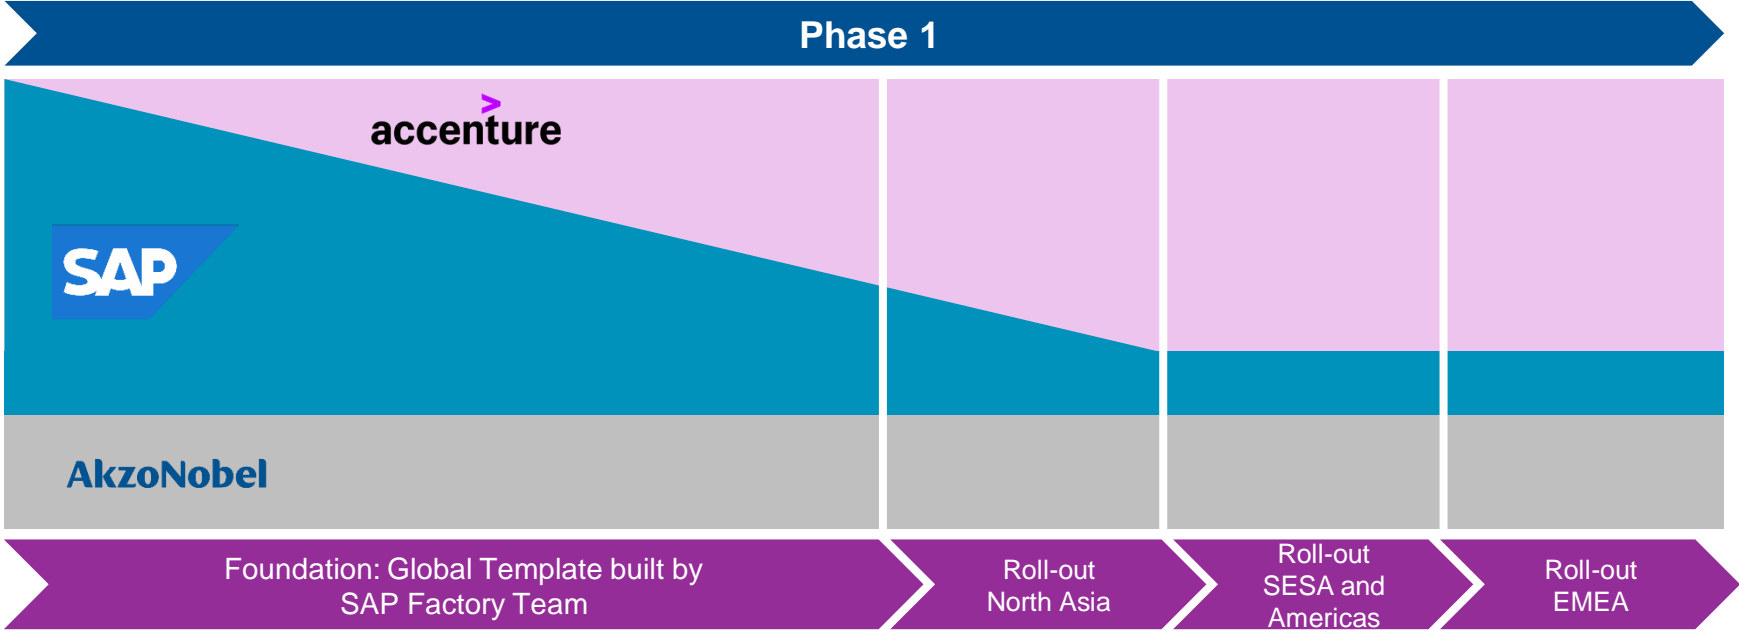 Phase 1
accenture
SAP
AkzoNobel
Foundation: Global Template built by
SAP Factory Team
Roll-out
North Asia
Roll-out
SESA and
Americas
Roll-out
EMEA